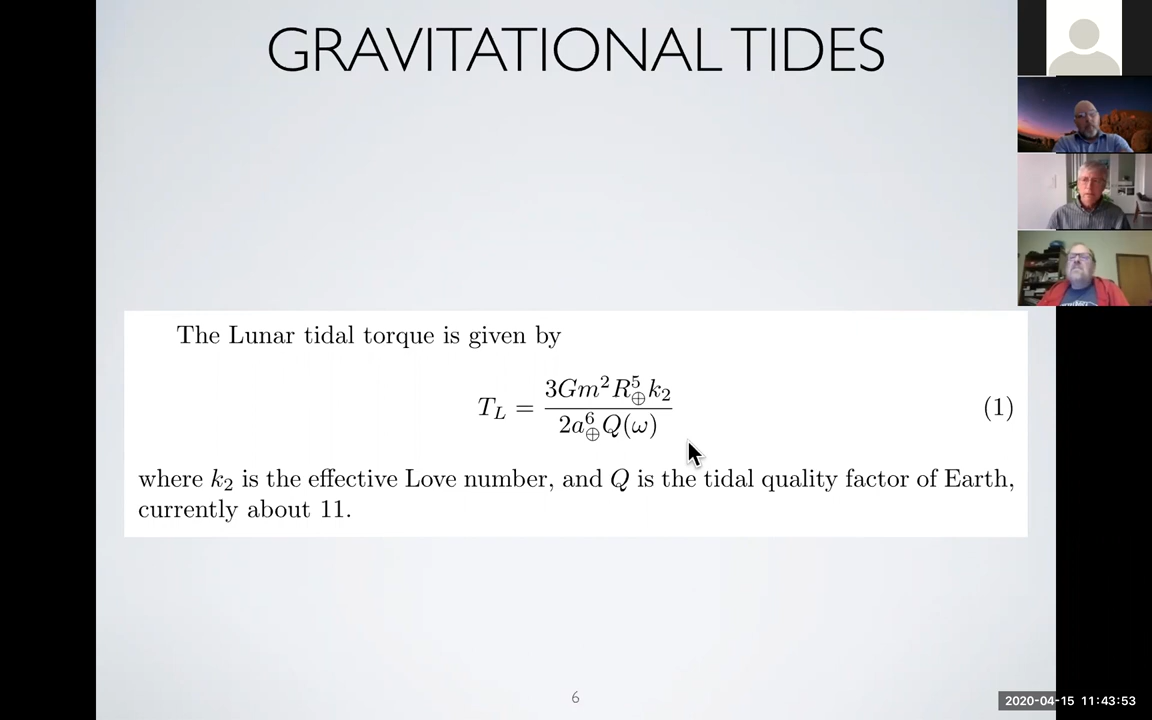 GRAVITATIONAL TIDES
The Lunar tidal torque is given by
T_L = \frac{3Gm^2R_⊕^5k_2}{2a_⊕^6Q(ω)} (1)
where k_2 is the effective Love number, and Q is the tidal quality factor of Earth,
currently about 11.
6
2020-04-15 11:43:53